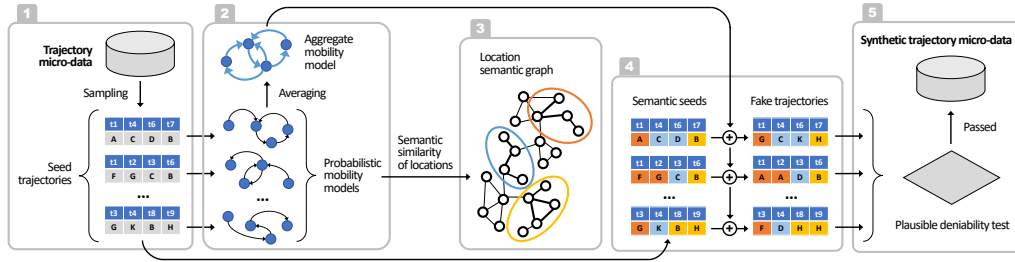 1
Trajectory
micro-data
Sampling
t1 t4 t6 t7
A C D B
t1 t2 t3 t6
F G C B
...
t3 t4 t8 t9
G K B H
Seed
trajectories
2
Aggregate
mobility
model
Averaging
...
Probabilistic
mobility
models
Semantic
similarity
of locations
3
Location
semantic graph
4
Semantic seeds
t1 t4 t6 t7
A C D B
t1 t2 t3 t6
F G C B
...
t3 t4 t8 t9
G K B H
Fake trajectories
t1 t4 t6 t7
G C K H
t1 t2 t3 t6
A A D B
...
t3 t4 t8 t9
F D H H
5
Synthetic trajectory micro-data
Passed
Plausible deniability test